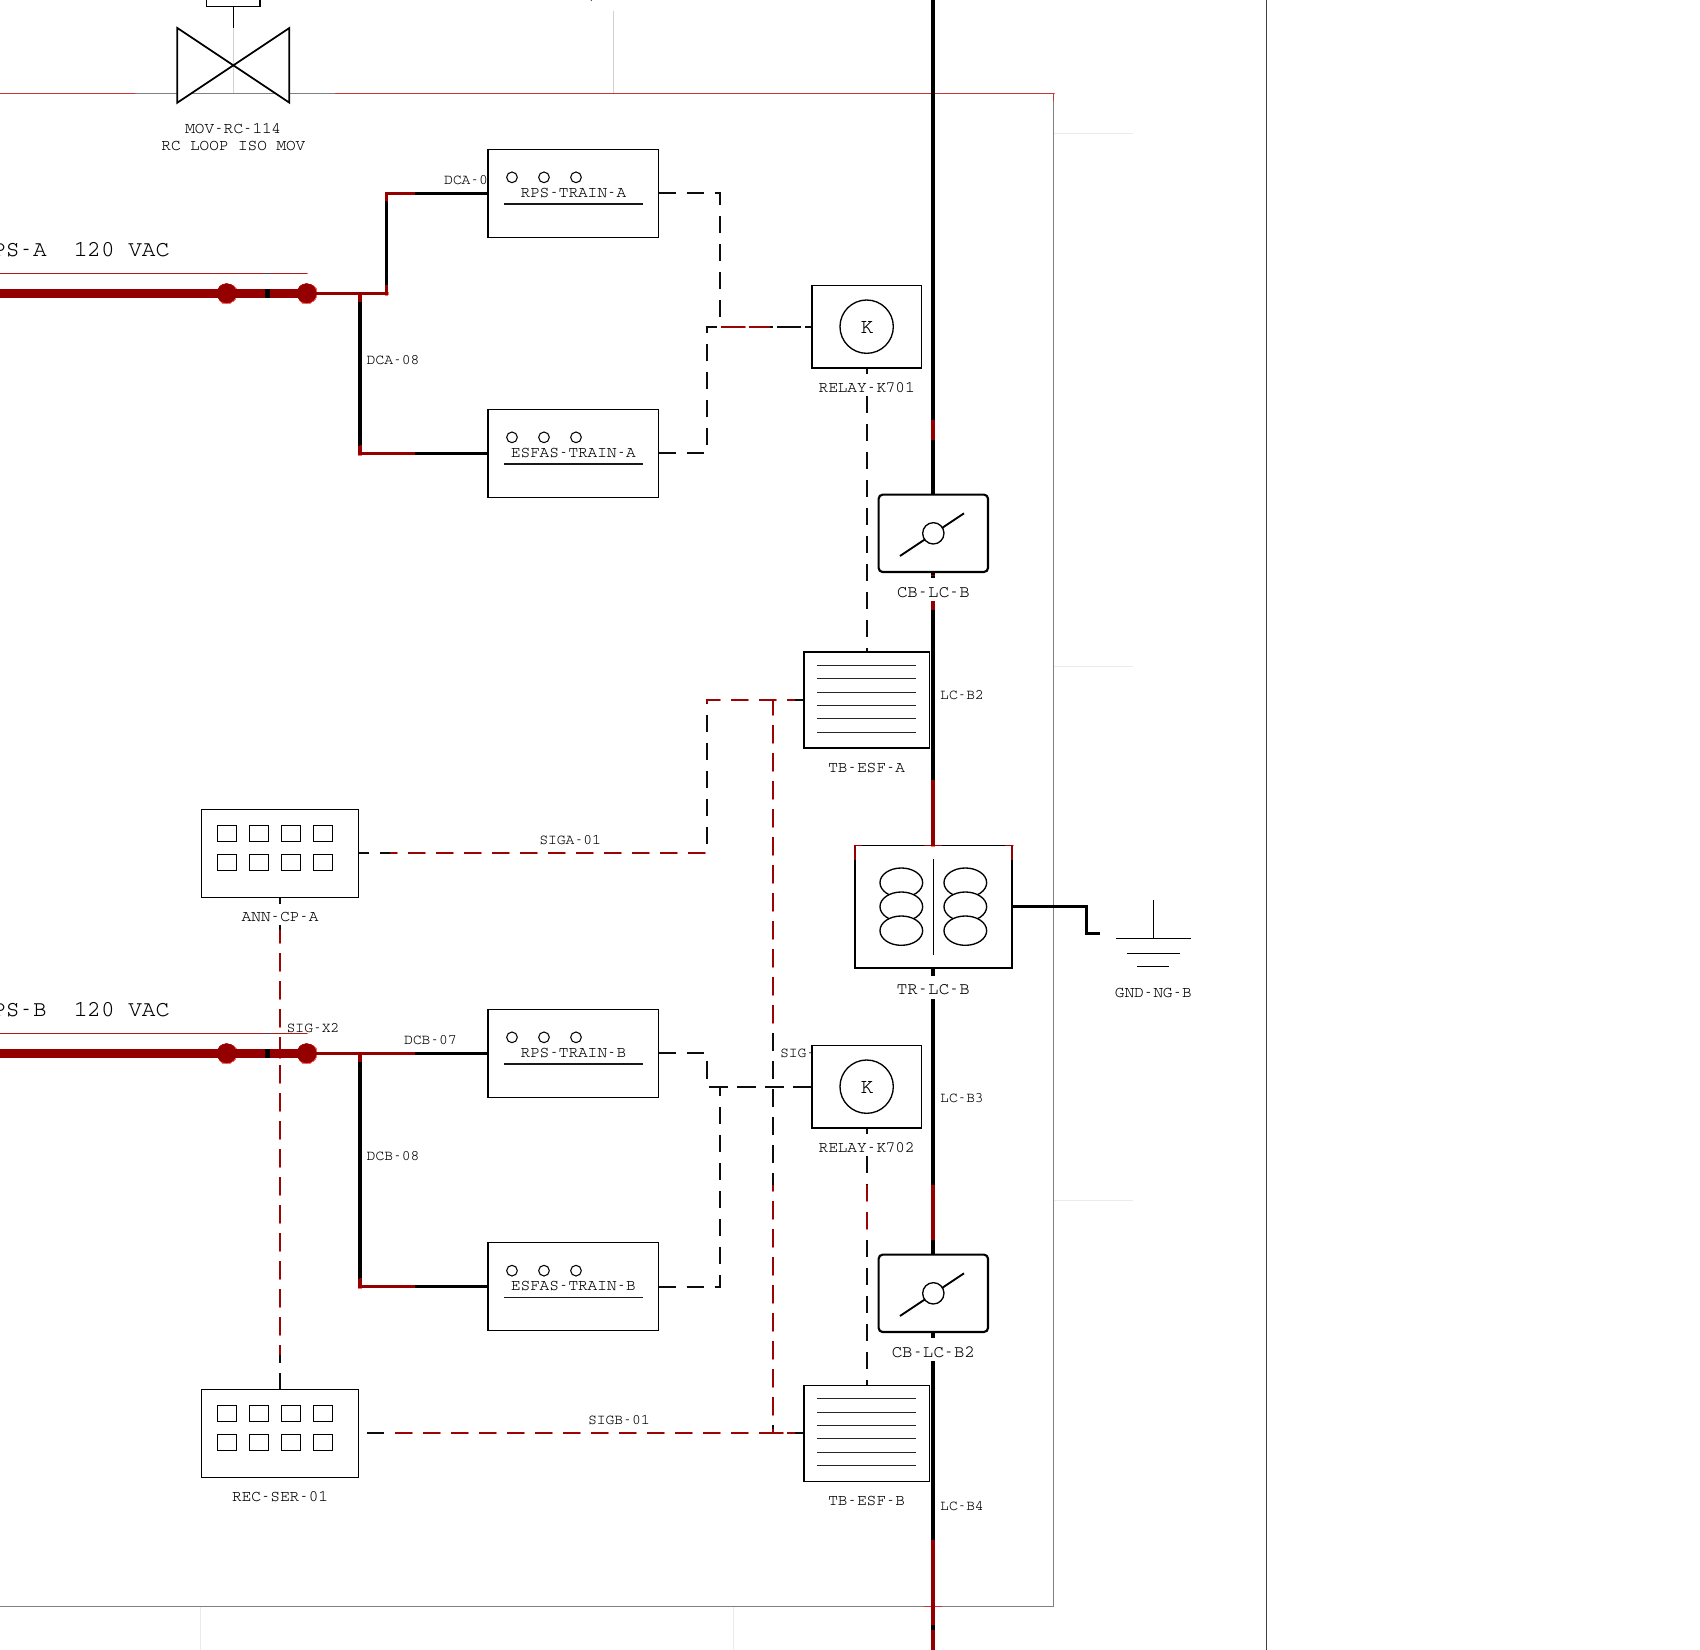 MOV-RC-114
RC LOOP ISO MOV
DCA-0
RPS-TRAIN-A
PS-A 120 VAC
K
DCA-08
RELAY-K701
ESFAS-TRAIN-A
CB-LC-B
LC-B2
TB-ESF-A
SIGA-01
ANN-CP-A
TR-LC-B
GND-NG-B
PS-B 120 VAC
SIG-X2
DCB-07
RPS-TRAIN-B
SIG-
K
LC-B3
RELAY-K702
DCB-08
ESFAS-TRAIN-B
CB-LC-B2
SIGB-01
REC-SER-01
TB-ESF-B
LC-B4